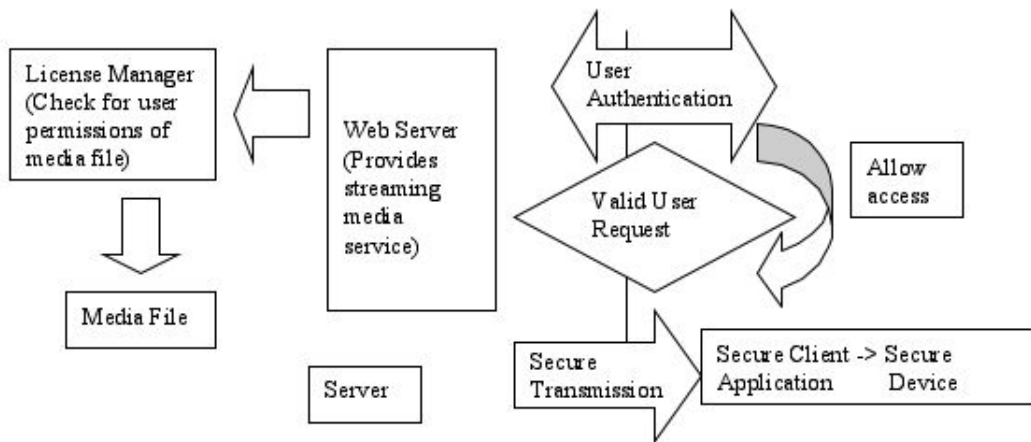 License Manager
(Check for user
permissions of
media file)
Media File
Web Server
(Provides
streaming
media
service)
Server
User
Authentication
Valid User
Request
Allow
access
Secure
Transmission
Secure Client -> Secure
Application Device